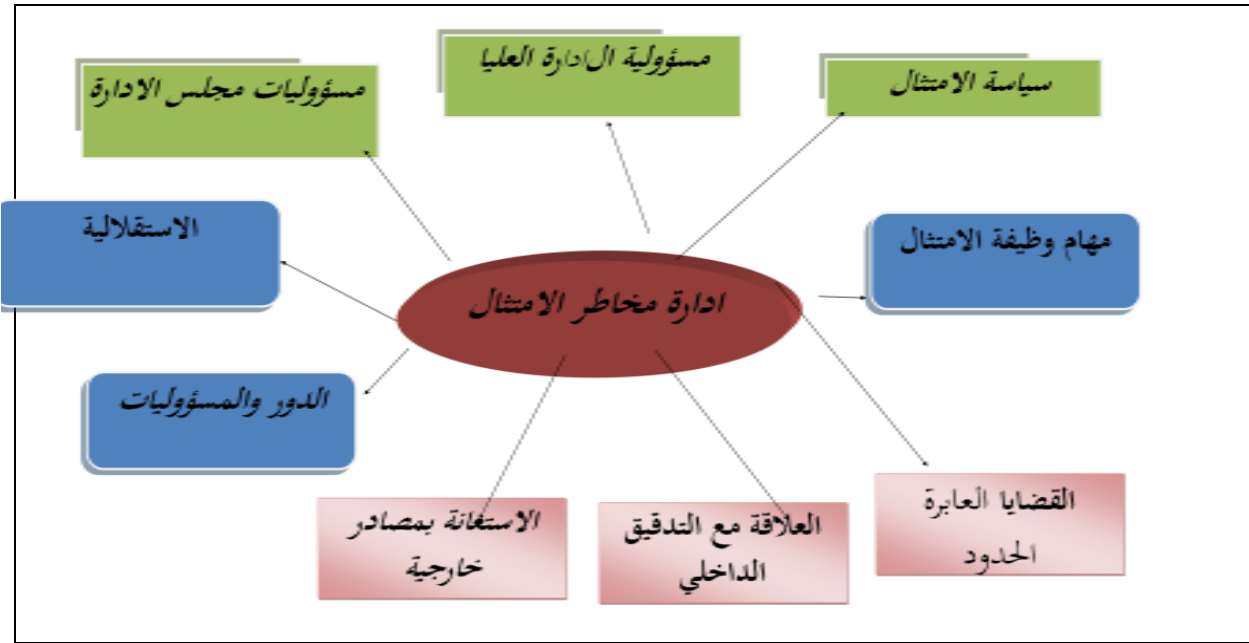 سياسة الامتثال
مسؤولية الادارة العليا
مسؤوليات مجلس الادارة
مهام وظيفة الامتثال
الاستقلالية
ادارة مخاطر الامتثال
الدور والمسؤوليات
القضايا العابرة
الحدود
العلاقة مع التدقيق
الداخلي
الاستعانة بمصادر
خارجية